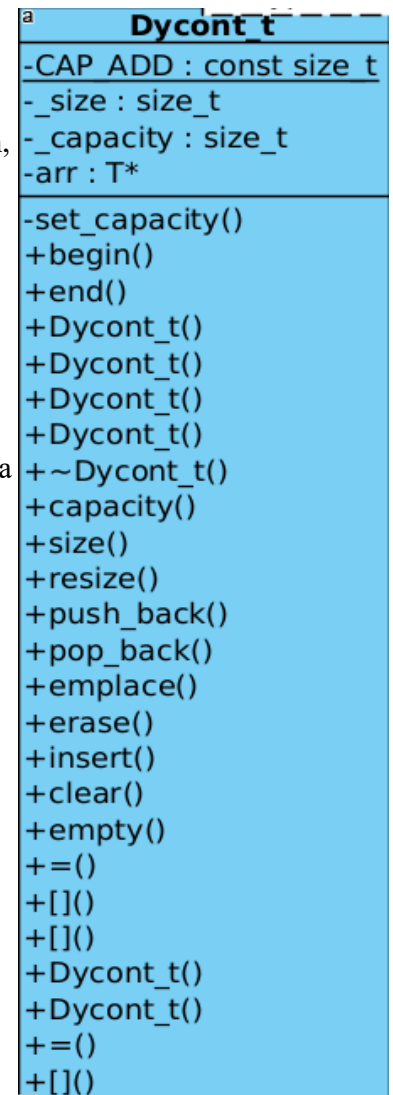 a
Dycont_t
-CAP_ADD : const size_t
-_size : size_t
-_capacity : size_t
-arr : T*
-set_capacity()
+begin()
+end()
+Dycont_t()
+Dycont_t()
+Dycont_t()
+Dycont_t()
a +~Dycont_t()
+capacity()
+size()
+resize()
+push_back()
+pop_back()
+emplace()
+erase()
+insert()
+clear()
+empty()
+=()
+[]()
+[]()
+Dycont_t()
+Dycont_t()
+=()
+[]()